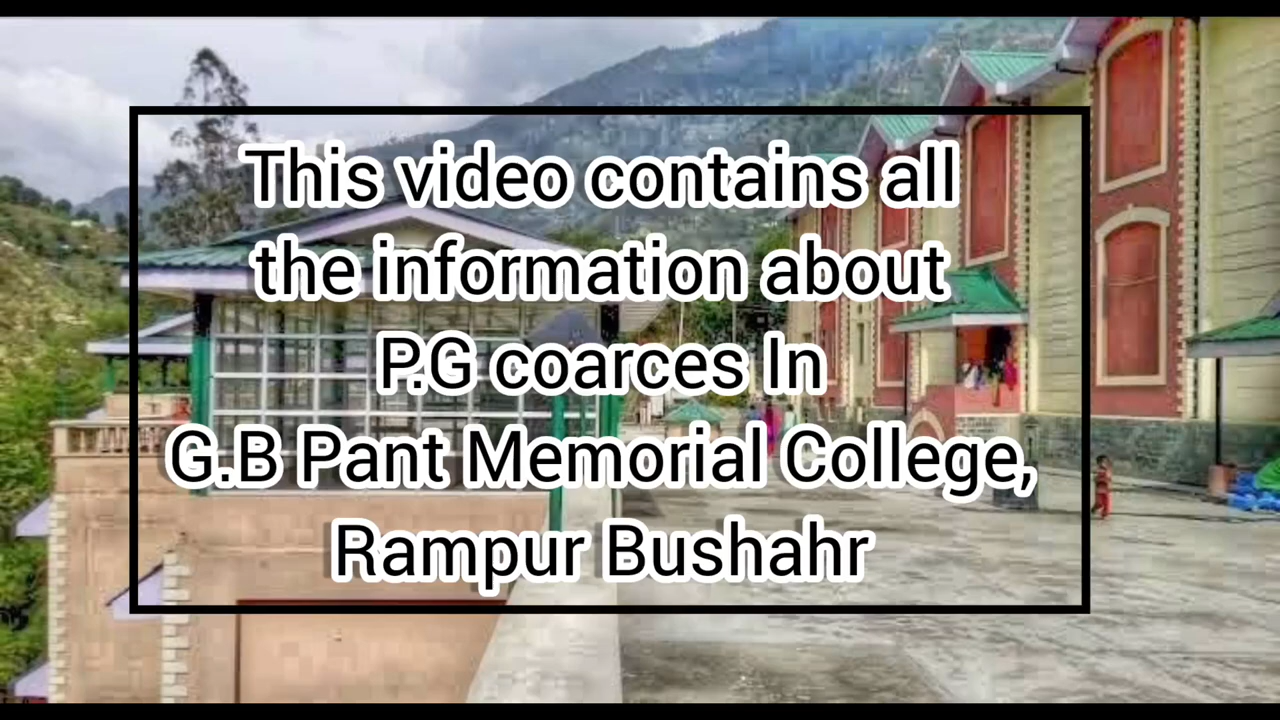 This video contains all
the information about
P.G coarces In
G.B Pant Memorial College,
Rampur Bushahr